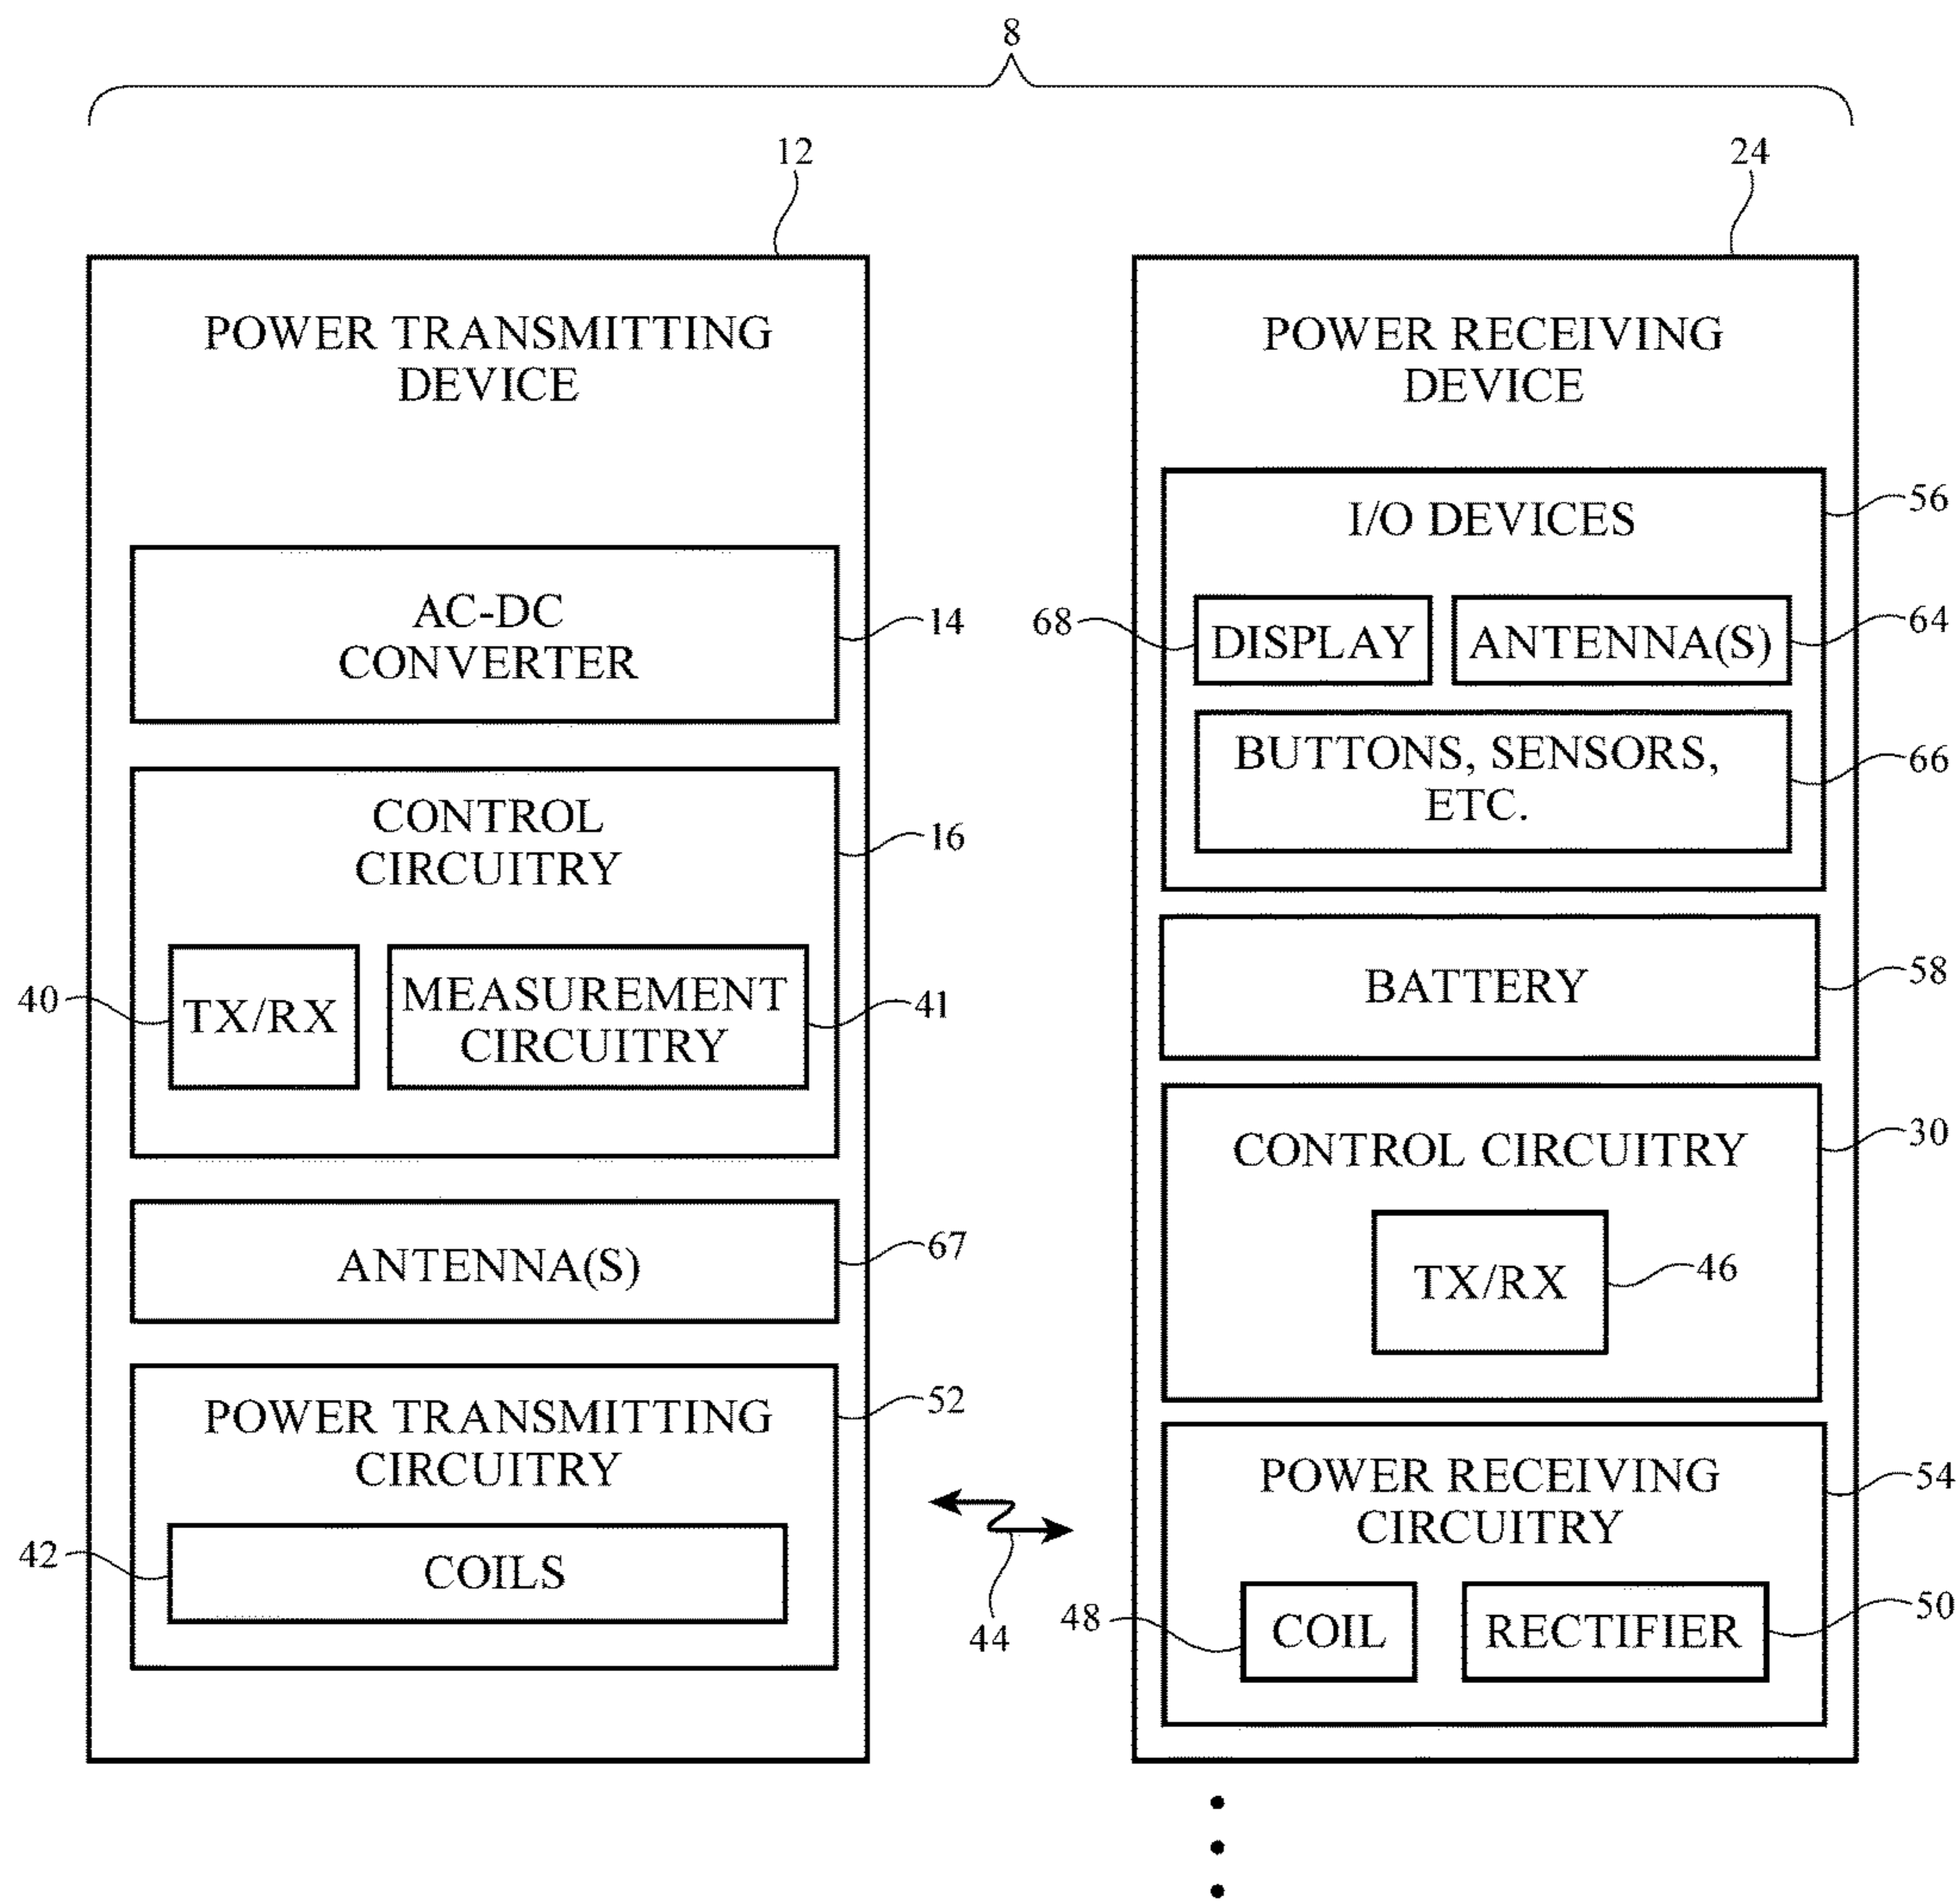 8
12
24
POWER TRANSMITTING
DEVICE
AC-DC
CONVERTER
14
CONTROL
CIRCUITRY
16
40
TX/RX
MEASUREMENT
CIRCUITRY
41
ANTENNA(S)
67
POWER TRANSMITTING
CIRCUITRY
52
42
COILS
44
POWER RECEIVING
DEVICE
I/O DEVICES
56
68
DISPLAY
ANTENNA(S)
64
BUTTONS, SENSORS,
ETC.
66
BATTERY
58
CONTROL CIRCUITRY
30
TX/RX
46
POWER RECEIVING
CIRCUITRY
54
48
COIL
RECTIFIER
50